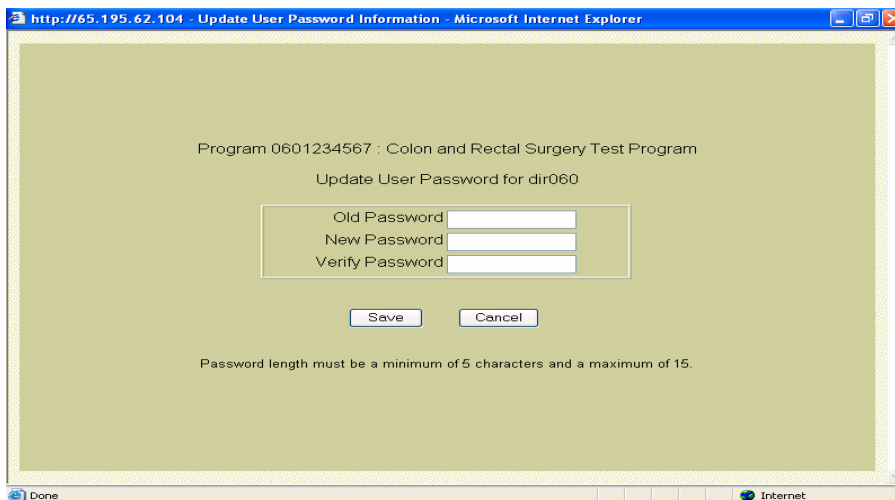 http://65.195.62.104 - Update User Password Information - Microsoft Internet Explorer
Program 0601234567 : Colon and Rectal Surgery Test Program
Update User Password for dir060
Old Password
New Password
Verify Password
Save Cancel
Password length must be a minimum of 5 characters and a maximum of 15.
Done Internet